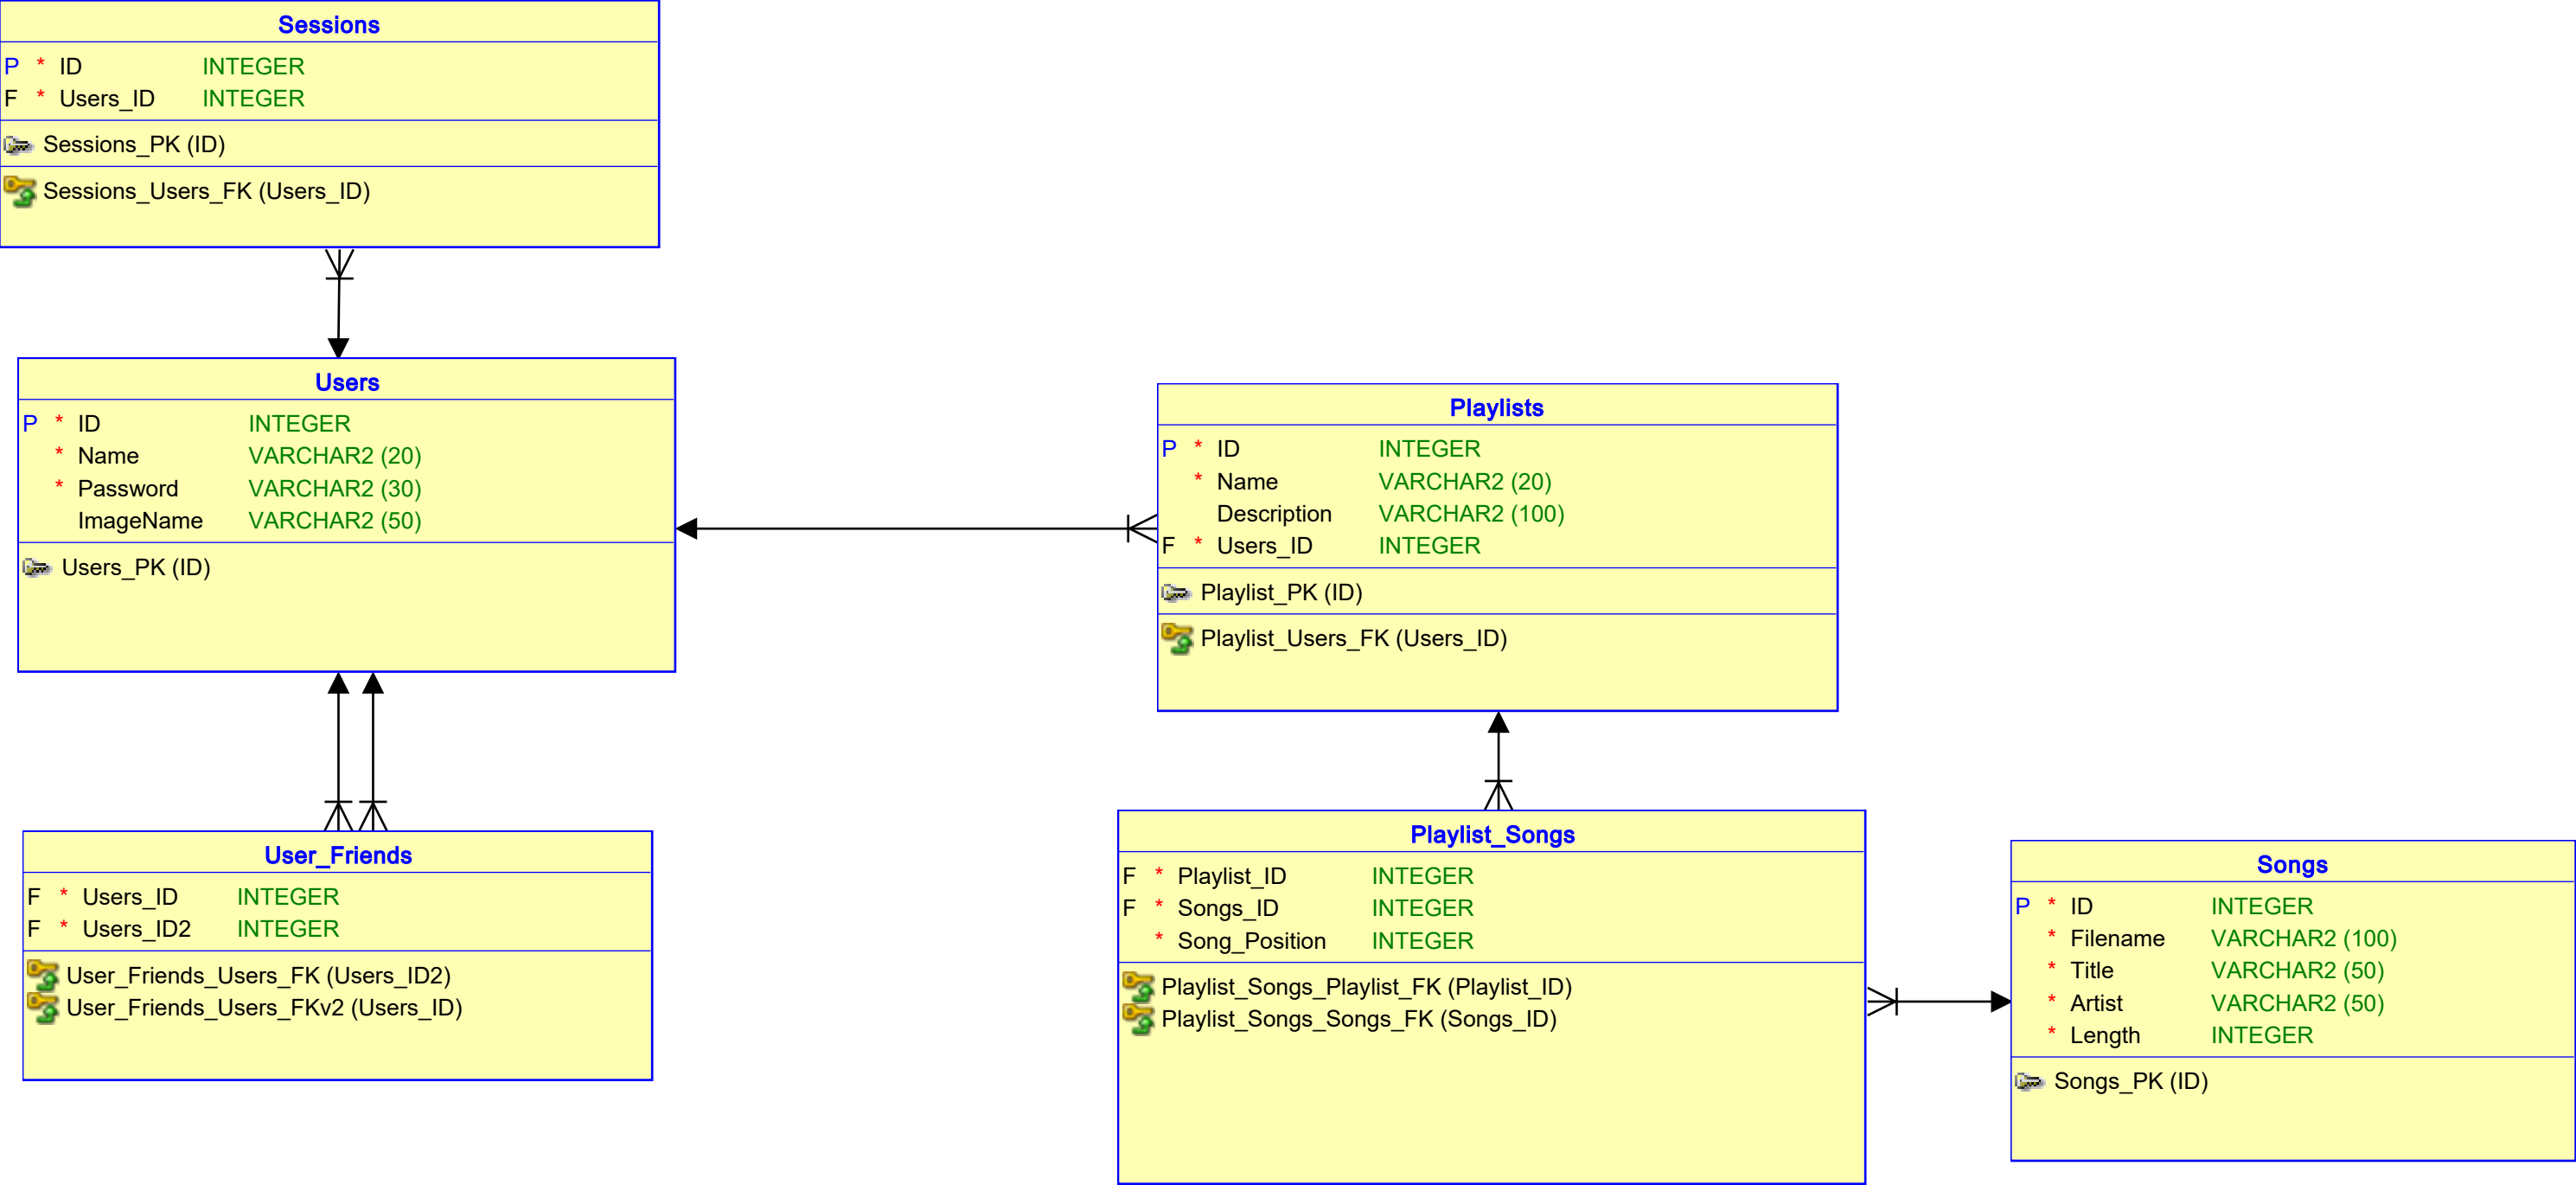 Sessions
P * ID INTEGER
F * Users_ID INTEGER
Sessions_PK (ID)
Sessions_Users_FK (Users_ID)
Users
P * ID INTEGER
* Name VARCHAR2 (20)
* Password VARCHAR2 (30)
ImageName VARCHAR2 (50)
Users_PK (ID)
Playlists
P * ID INTEGER
* Name VARCHAR2 (20)
Description VARCHAR2 (100)
F * Users_ID INTEGER
Playlist_PK (ID)
Playlist_Users_FK (Users_ID)
User_Friends
F * Users_ID INTEGER
F * Users_ID2 INTEGER
User_Friends_Users_FK (Users_ID2)
User_Friends_Users_FKv2 (Users_ID)
Playlist_Songs
F * Playlist_ID INTEGER
F * Songs_ID INTEGER
* Song_Position INTEGER
Playlist_Songs_Playlist_FK (Playlist_ID)
Playlist_Songs_Songs_FK (Songs_ID)
Songs
P * ID INTEGER
* Filename VARCHAR2 (100)
* Title VARCHAR2 (50)
* Artist VARCHAR2 (50)
* Length INTEGER
Songs_PK (ID)